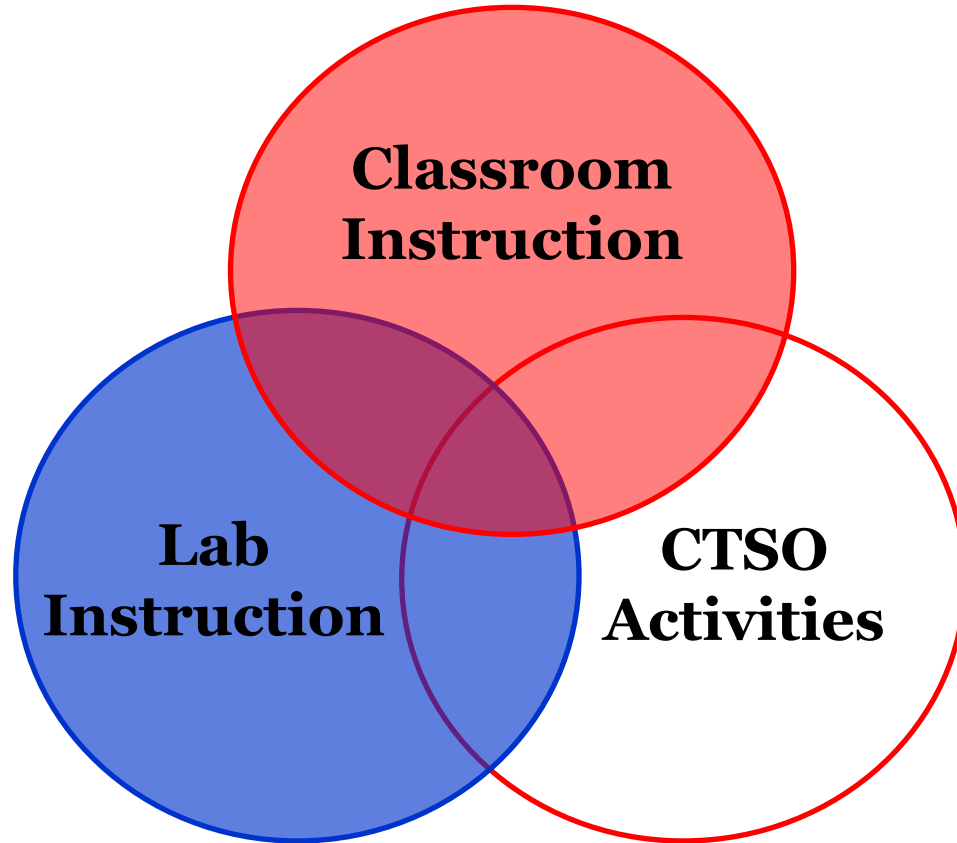 Classroom
Instruction
Lab
Instruction
CTSO
Activities